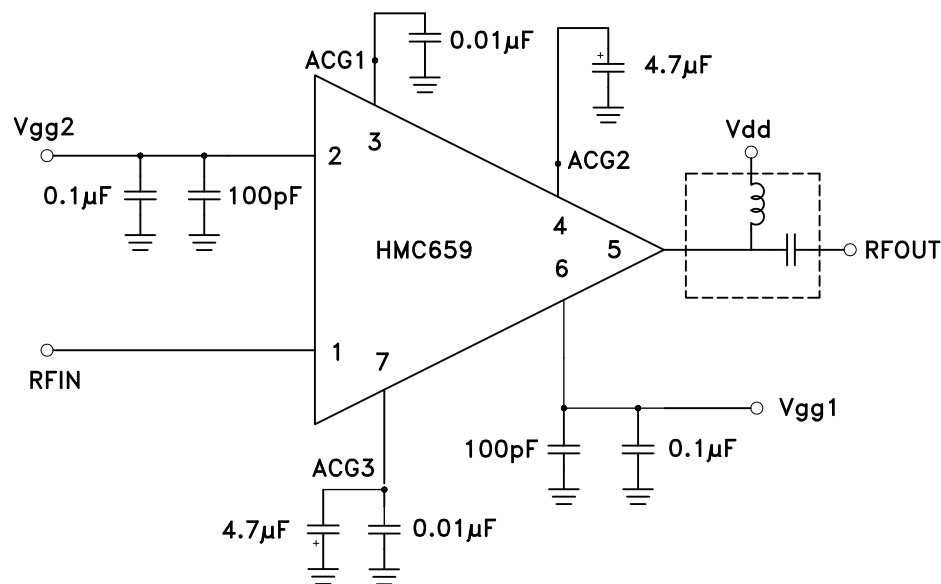 ACG1
0.01µF
+
4.7µF
Vgg2
3
2
ACG2
Vdd
0.1µF
100pF
4
HMC659
5
RFOUT
6
1
7
RFIN
Vgg1
100pF
0.1µF
ACG3
4.7µF
+
0.01µF